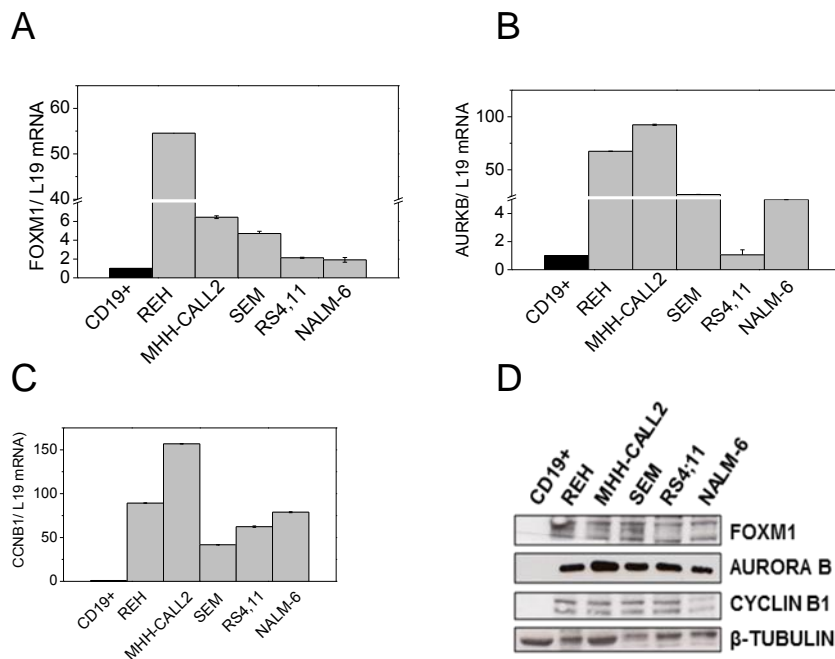 A
FOXM1/ L19 mRNA
60
50
40
6
4
2
0
CD19+
REH
MHH-CALL2
SEM
RS4,11
NALM-6
B
AURKB/ L19 mRNA
100
75
50
4
2
0
CD19+
REH
MHH-CALL2
SEM
RS4,11
NALM-6
C
CCNB1/ L19 mRNA)
150
100
50
0
CD19+
REH
MHH-CALL2
SEM
RS4,11
NALM-6
D
CD19+
REH
MHH-CALL2
SEM
RS4;11
NALM-6
FOXM1
AURORA B
CYCLIN B1
β-TUBULIN